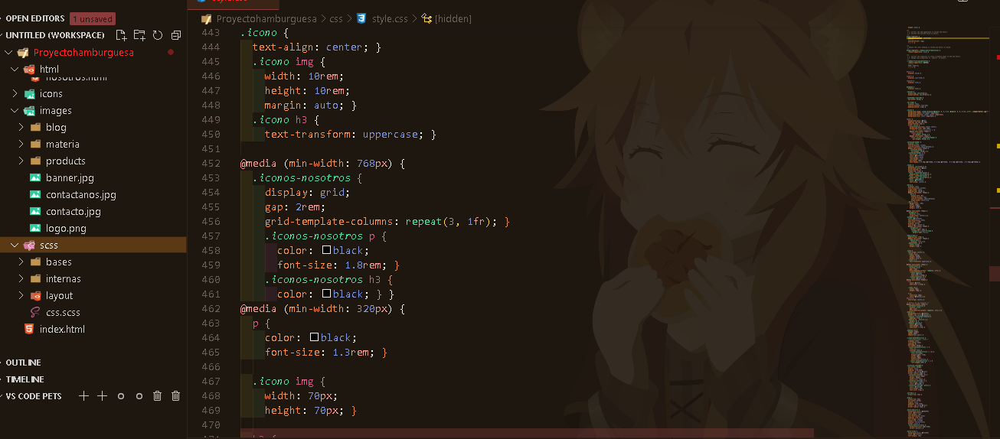 OPEN EDITORS 1 unsaved
UNTITLED (WORKSPACE)
Proyectohamburguesa
html
nosotros.html
icons
images
blog
materia
products
banner.jpg
contactanos.jpg
contacto.jpg
logo.png
scss
bases
internas
layout
css.scss
index.html
OUTLINE
TIMELINE
VS CODE PETS
Proyectohamburguesa > css > style.css > [hidden]
443 .icono {
444 text-align: center; }
445 .icono img {
446 width: 10rem;
447 height: 10rem;
448 margin: auto; }
449 .icono h3 {
450 text-transform: uppercase; }
451
452 @media (min-width: 768px) {
453 .iconos-nosotros {
454 display: grid;
455 gap: 2rem;
456 grid-template-columns: repeat(3, 1fr); }
457 .iconos-nosotros p {
458 color: black;
459 font-size: 1.8rem; }
460 .iconos-nosotros h3 {
461 color: black; } }
462 @media (min-width: 320px) {
463 p {
464 color: black;
465 font-size: 1.3rem; }
466
467 .icono img {
468 width: 70px;
469 height: 70px; }
470